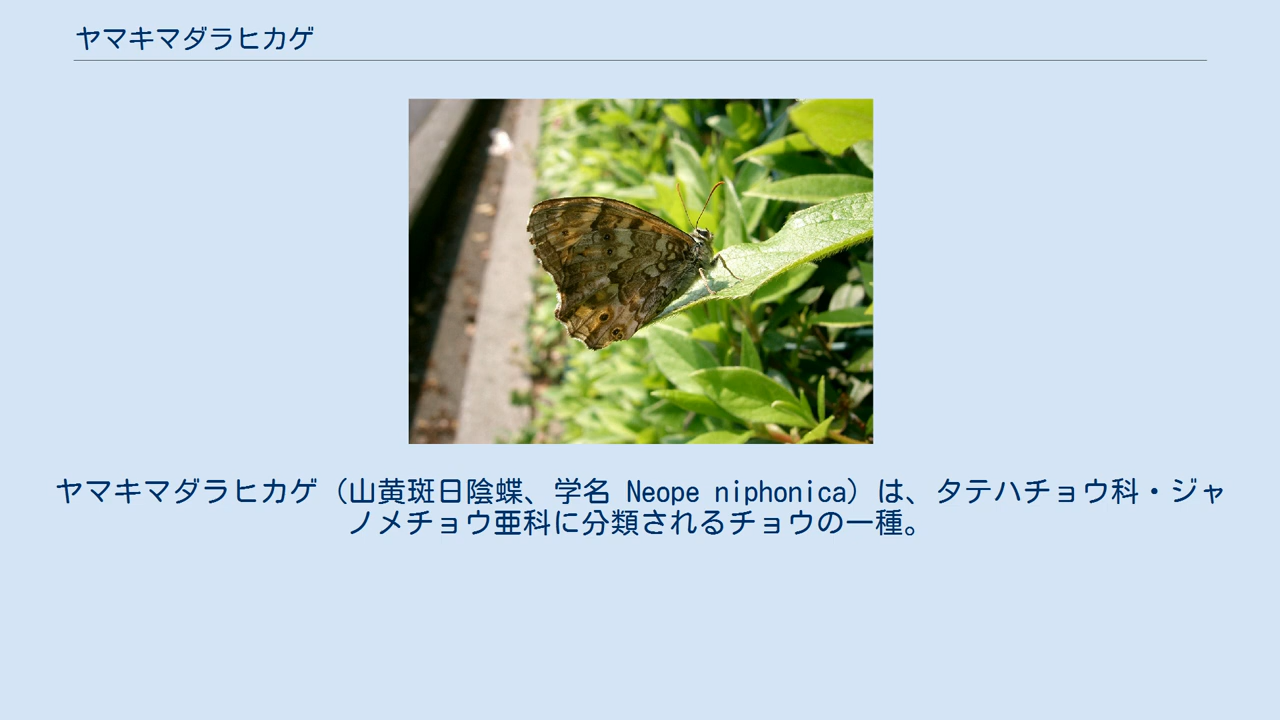 ヤマキマダラヒカゲ
ヤマキマダラヒカゲ（山黄斑日陰蝶、学名 Neope niphonica）は、タテハチョウ科・ジャ
ノメチョウ亜科に分類されるチョウの一種。